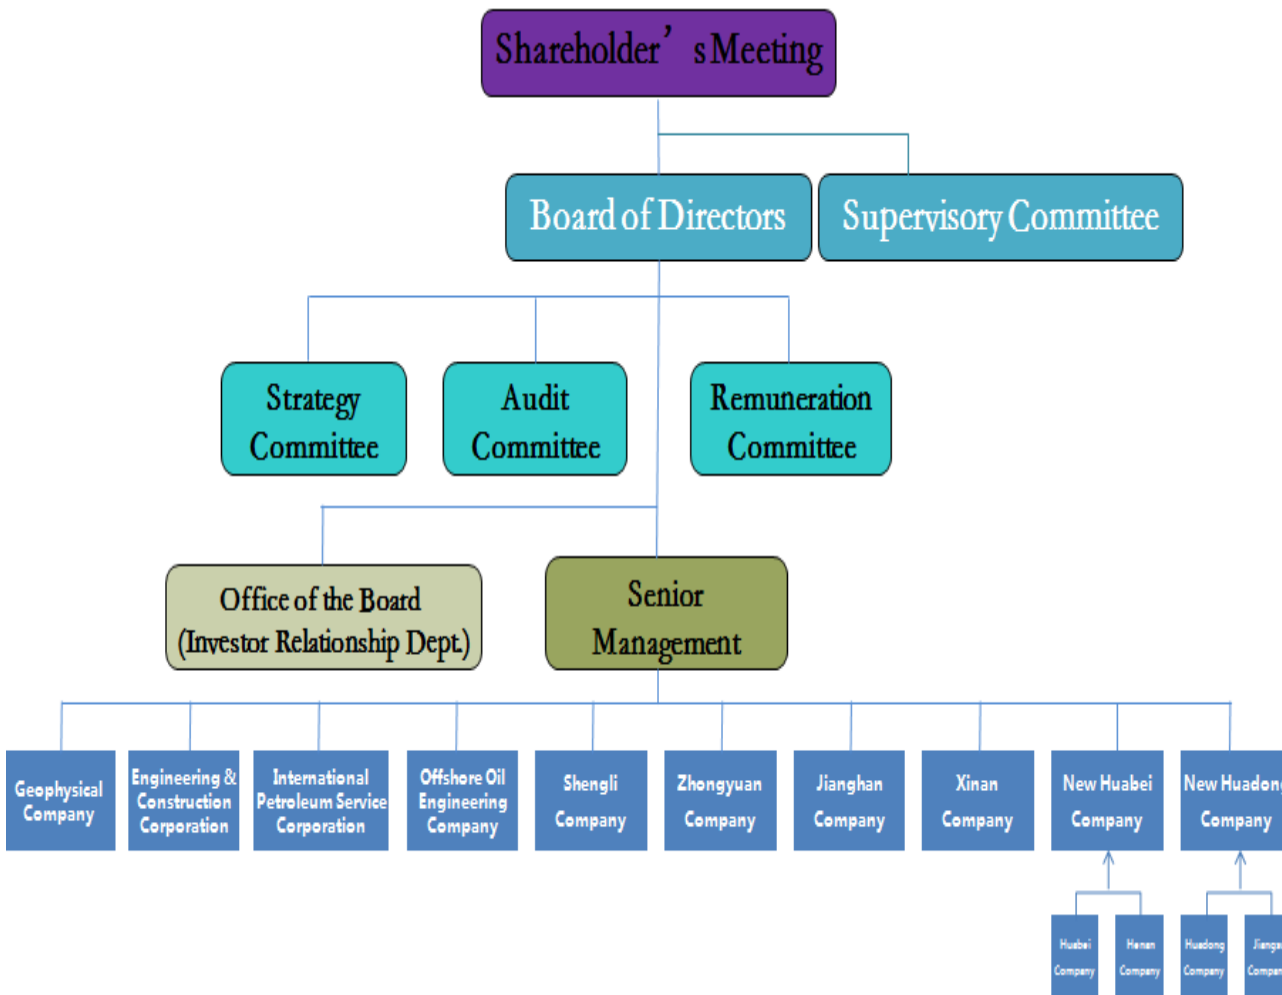 Shareholder’s Meeting
Board of Directors
Supervisory Committee
Strategy
Committee
Audit
Committee
Remuneration
Committee
Office of the Board
(Investor Relationship Dept.)
Senior
Management
Geophysical
Company
Engineering &
Construction
Corporation
International
Petroleum Service
Corporation
Offshore Oil
Engineering
Company
Shengli
Company
Zhongyuan
Company
Jianghan
Company
Xinan
Company
New Huabei
Company
New Huadong
Company
Huabei
Company
Henan
Company
Huadong
Company